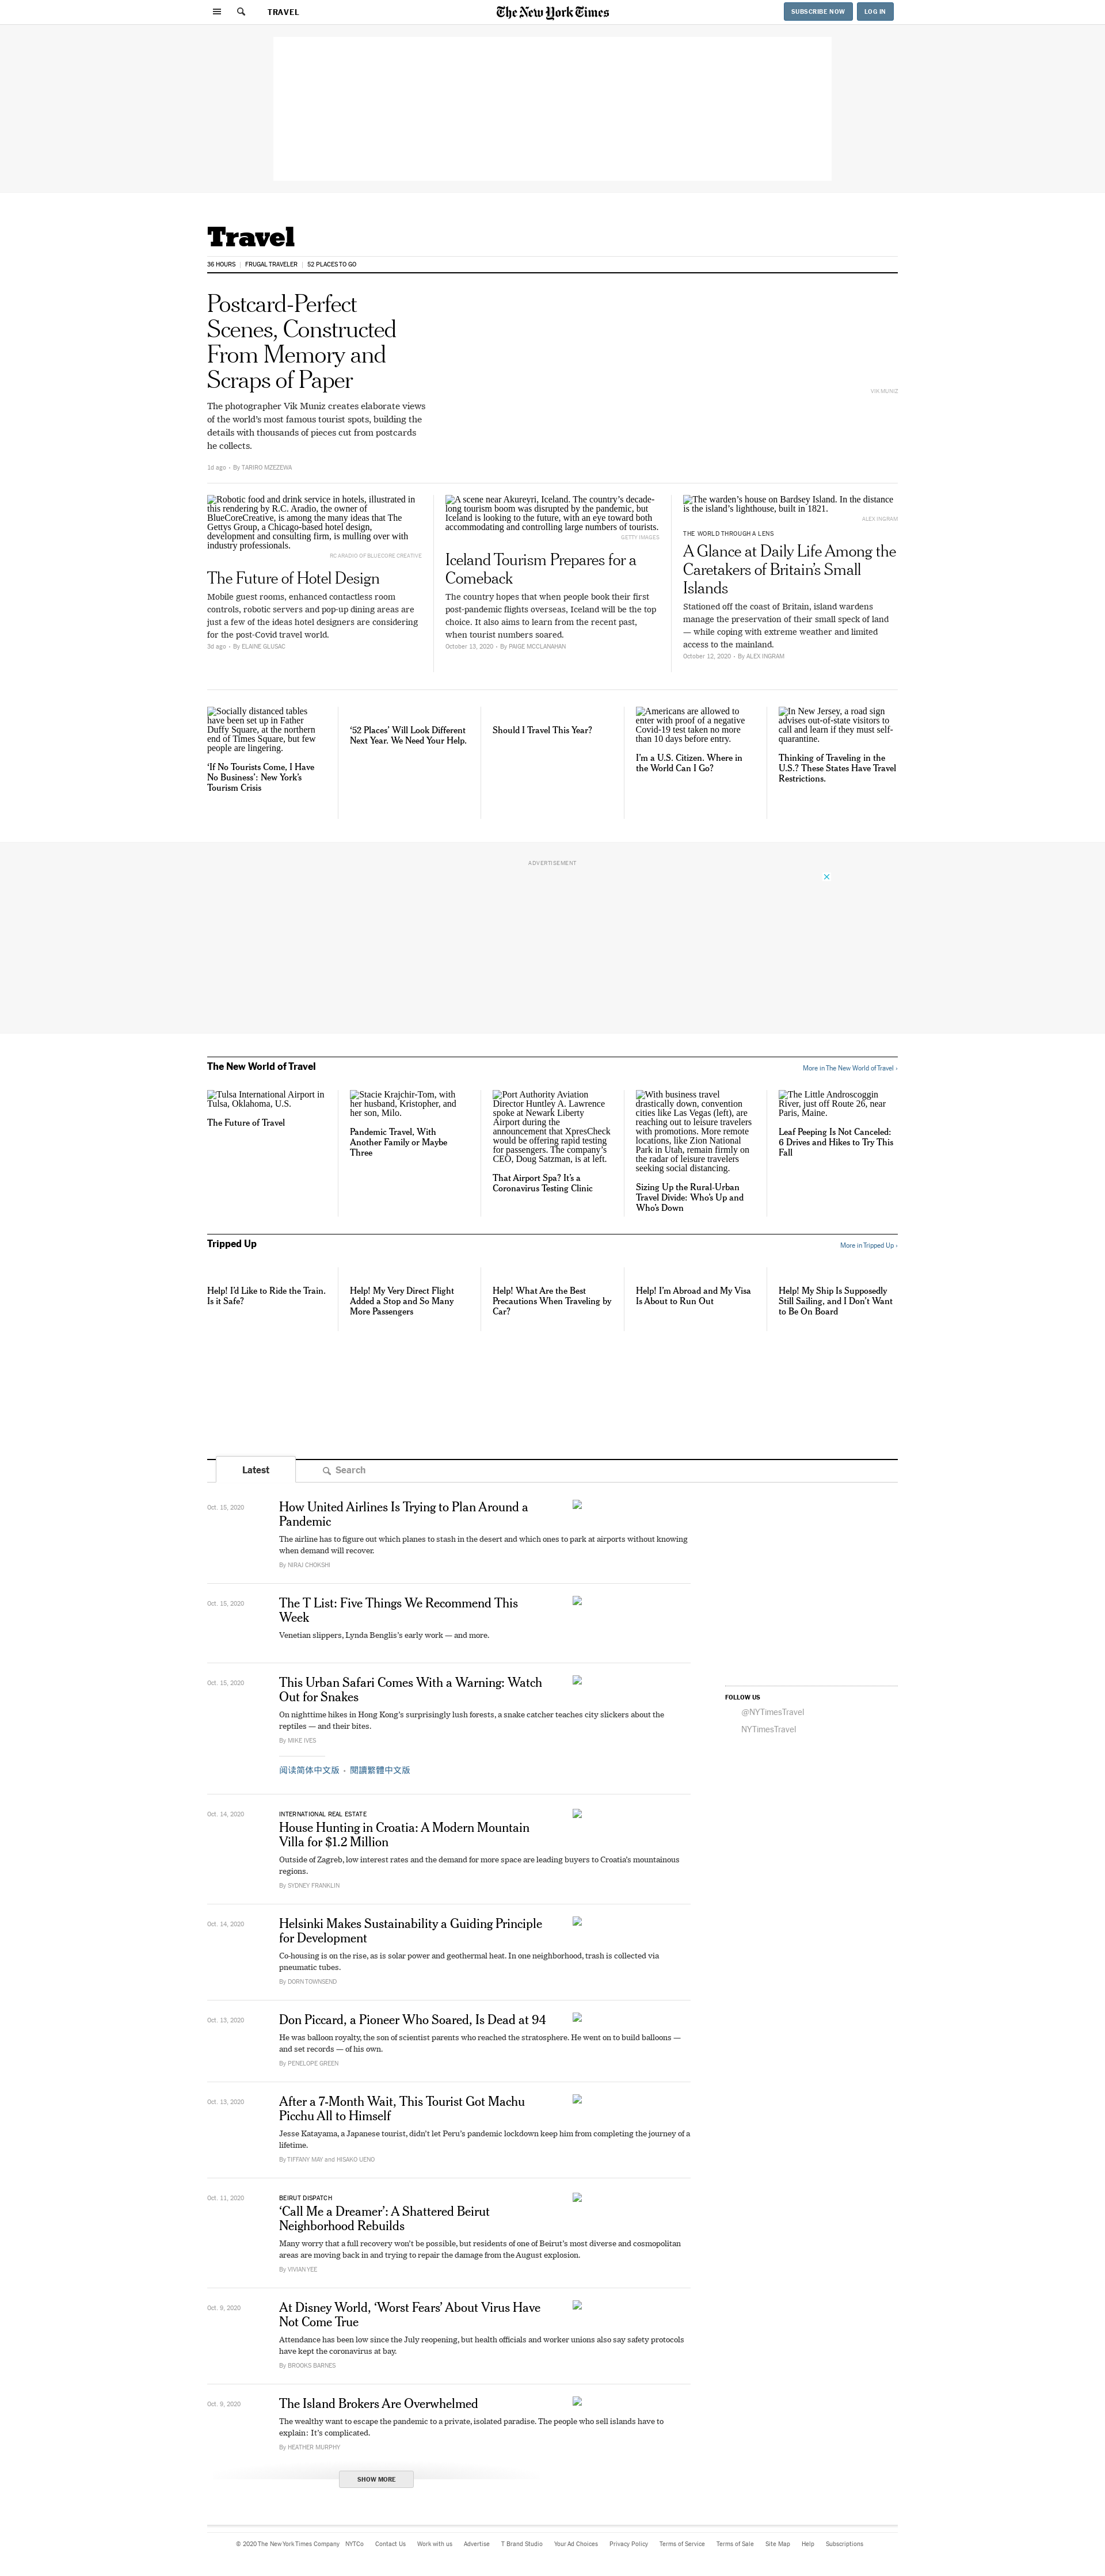 TRAVEL
The New York Times
SUBSCRIBE NOW
LOG IN
Travel
36 HOURS
FRUGAL TRAVELER
52 PLACES TO GO
Postcard-Perfect
Scenes, Constructed
From Memory and
Scraps of Paper
The photographer Vik Muniz creates elaborate views
of the world's most famous tourist spots, building the
details with thousands of pieces cut from postcards
he collects.
1d ago · By TARIRO MZEZEWA
VIK MUNIZ
Robotic food and drink service in hotels, illustrated in
this rendering by R.C. Aradio, the owner of
BlueCoreCreative, is among many ideas that The
Gettys Group, a Chicago-based hotel design,
development and consulting firm, is mulling over with
industry professionals.
RC ARADIO OF BLUECORE CREATIVE
The Future of Hotel Design
Mobile guest rooms, enhanced contactless room
controls, robotic servers and pop-up dining areas are
just a few of the ideas hotel designers are considering
for the post-Covid travel world.
3d ago · By ELAINE GLUSAC
A scene near Akureyri, Iceland. The country's decade-
long tourism boom was disrupted by the pandemic, but
Iceland is looking to the future, with an eye toward both
accommodating and controlling large numbers of tourists.
GETTY IMAGES
Iceland Tourism Prepares for a
Comeback
The country hopes that when people book their first
post-pandemic flights overseas, Iceland will be the top
choice. It also aims to learn from the recent past,
when tourist numbers soared.
October 13, 2020 · By PAIGE MCCLANAHAN
The warden's house on Bardsey Island. In the distance
is the island's lighthouse, built in 1821.
ALEX INGRAM
THE WORLD THROUGH A LENS
A Glance at Daily Life Among the
Caretakers of Britain's Small
Islands
Stationed off the coast of Britain, island wardens
manage the preservation of their small speck of land
— while coping with extreme weather and limited
access to the mainland.
October 12, 2020 · By ALEX INGRAM
Socially distanced tables
have been set up in Father
Duffy Square, at the northern
end of Times Square, but few
people are lingering.
'If No Tourists Come, I Have
No Business': New York's
Tourism Crisis
'52 Places' Will Look Different
Next Year. We Need Your Help.
Should I Travel This Year?
Americans are allowed to
enter with proof of a negative
Covid-19 test taken no more
than 10 days before entry.
I'm a U.S. Citizen. Where in
the World Can I Go?
In New Jersey, a road sign
advises out-of-state visitors to
call and learn if they must self-
quarantine.
Thinking of Traveling in the
U.S.? These States Have Travel
Restrictions.
ADVERTISEMENT
The New World of Travel
More in The New World of Travel ›
Tulsa International Airport in
Tulsa, Oklahoma, U.S.
The Future of Travel
Stacie Krajchir-Tom, with
her husband, Kristopher, and
her son, Milo.
Pandemic Travel, With
Another Family or Maybe
Three
Port Authority Aviation
Director Huntley A. Lawrence
spoke at Newark Liberty
Airport during the
announcement that XpresCheck
would be offering rapid testing
for passengers. The company's
CEO, Doug Satzman, is at left.
That Airport Spa? It's a
Coronavirus Testing Clinic
With business travel
drastically down, convention
cities like Las Vegas (left), are
reaching out to leisure travelers
with promotions. More remote
locations, like Zion National
Park in Utah, remain firmly on
the radar of leisure travelers
seeking social distancing.
Sizing Up the Rural-Urban
Travel Divide: Who's Up and
Who's Down
The Little Androscoggin
River, just off Route 26, near
Paris, Maine.
Leaf Peeping Is Not Canceled:
6 Drives and Hikes to Try This
Fall
Tripped Up
More in Tripped Up ›
Help! I'd Like to Ride the Train.
Is it Safe?
Help! My Very Direct Flight
Added a Stop and So Many
More Passengers
Help! What Are the Best
Precautions When Traveling by
Car?
Help! I'm Abroad and My Visa
Is About to Run Out
Help! My Ship Is Supposedly
Still Sailing, and I Don't Want
to Be On Board
Latest
Search
Oct. 15, 2020
How United Airlines Is Trying to Plan Around a
Pandemic
The airline has to figure out which planes to stash in the desert and which ones to park at airports without knowing
when demand will recover.
By NIRAJ CHOKSHI
Oct. 15, 2020
The T List: Five Things We Recommend This
Week
Venetian slippers, Lynda Benglis's early work — and more.
Oct. 15, 2020
This Urban Safari Comes With a Warning: Watch
Out for Snakes
On nighttime hikes in Hong Kong's surprisingly lush forests, a snake catcher teaches city slickers about the
reptiles — and their bites.
By MIKE IVES
阅读简体中文版 · 閱讀繁體中文版
FOLLOW US
@NYTimesTravel
NYTimesTravel
Oct. 14, 2020
INTERNATIONAL REAL ESTATE
House Hunting in Croatia: A Modern Mountain
Villa for $1.2 Million
Outside of Zagreb, low interest rates and the demand for more space are leading buyers to Croatia's mountainous
regions.
By SYDNEY FRANKLIN
Oct. 14, 2020
Helsinki Makes Sustainability a Guiding Principle
for Development
Co-housing is on the rise, as is solar power and geothermal heat. In one neighborhood, trash is collected via
pneumatic tubes.
By DORN TOWNSEND
Oct. 13, 2020
Don Piccard, a Pioneer Who Soared, Is Dead at 94
He was balloon royalty, the son of scientist parents who reached the stratosphere. He went on to build balloons —
and set records — of his own.
By PENELOPE GREEN
Oct. 13, 2020
After a 7-Month Wait, This Tourist Got Machu
Picchu All to Himself
Jesse Katayama, a Japanese tourist, didn't let Peru's pandemic lockdown keep him from completing the journey of a
lifetime.
By TIFFANY MAY and HISAKO UENO
Oct. 11, 2020
BEIRUT DISPATCH
'Call Me a Dreamer': A Shattered Beirut
Neighborhood Rebuilds
Many worry that a full recovery won't be possible, but residents of one of Beirut's most diverse and cosmopolitan
areas are moving back in and trying to repair the damage from the August explosion.
By VIVIAN YEE
Oct. 9, 2020
At Disney World, 'Worst Fears' About Virus Have
Not Come True
Attendance has been low since the July reopening, but health officials and worker unions also say safety protocols
have kept the coronavirus at bay.
By BROOKS BARNES
Oct. 9, 2020
The Island Brokers Are Overwhelmed
The wealthy want to escape the pandemic to a private, isolated paradise. The people who sell islands have to
explain: It's complicated.
By HEATHER MURPHY
SHOW MORE
© 2020 The New York Times Company NYTCo Contact Us Work with us Advertise T Brand Studio Your Ad Choices Privacy Policy Terms of Service Terms of Sale Site Map Help Subscriptions